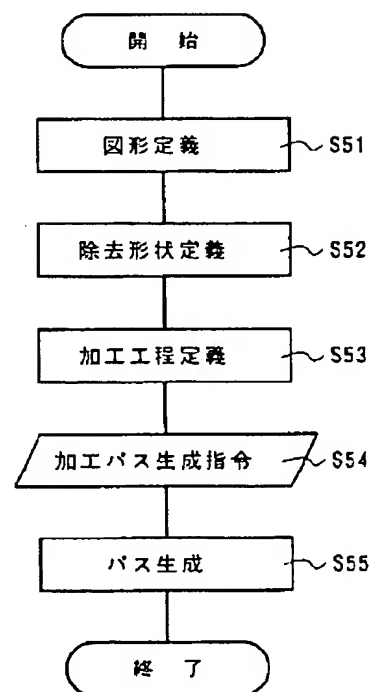 開 始
図形定義 S51
除去形状定義 S52
加工工程定義 S53
加工パス生成指令 S54
パス生成 S55
終 了